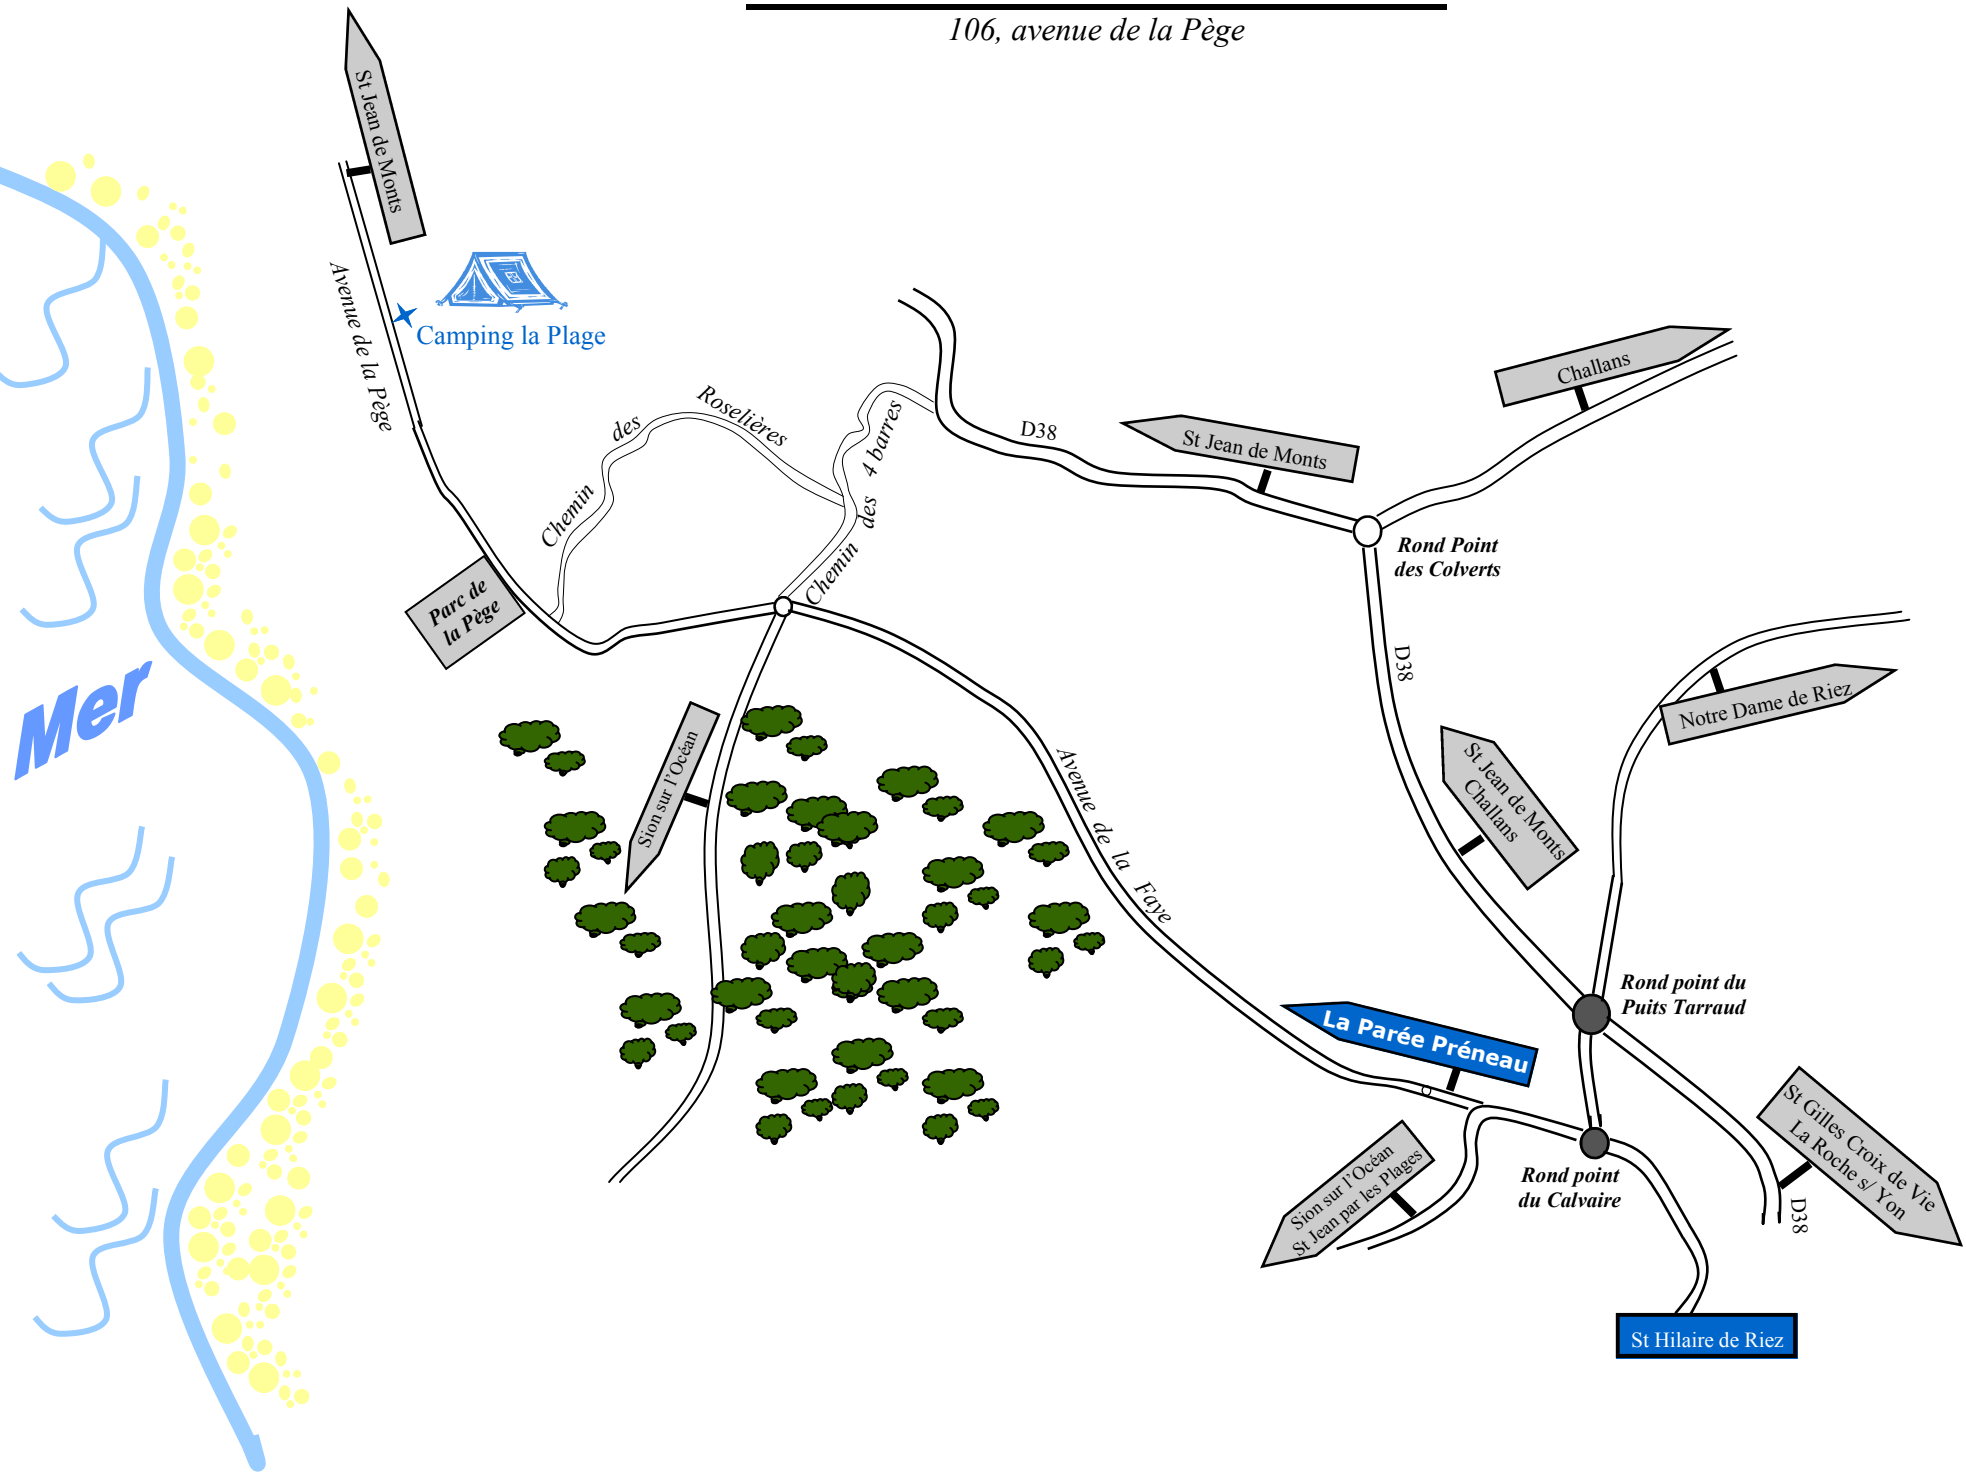 106, avenue de la Pège
St Jean de Monts
Avenue de la Pège
Camping la Plage
Chemin des Roselières
Chemin des 4 barres
D38
St Jean de Monts
Challans
Rond Point
des Colverts
Parc de
la Pège
D38
Notre Dame de Riez
Sion sur l'Océan
Mer
Avenue de la Faye
St Jean de Monts
Challans
Rond point du
Puits Tarraud
La Parée Préneau
St Gilles Croix de Vie
La Roche s/ Yon
D38
Sion sur l'Océan
St Jean par les Plages
Rond point
du Calvaire
St Hilaire de Riez